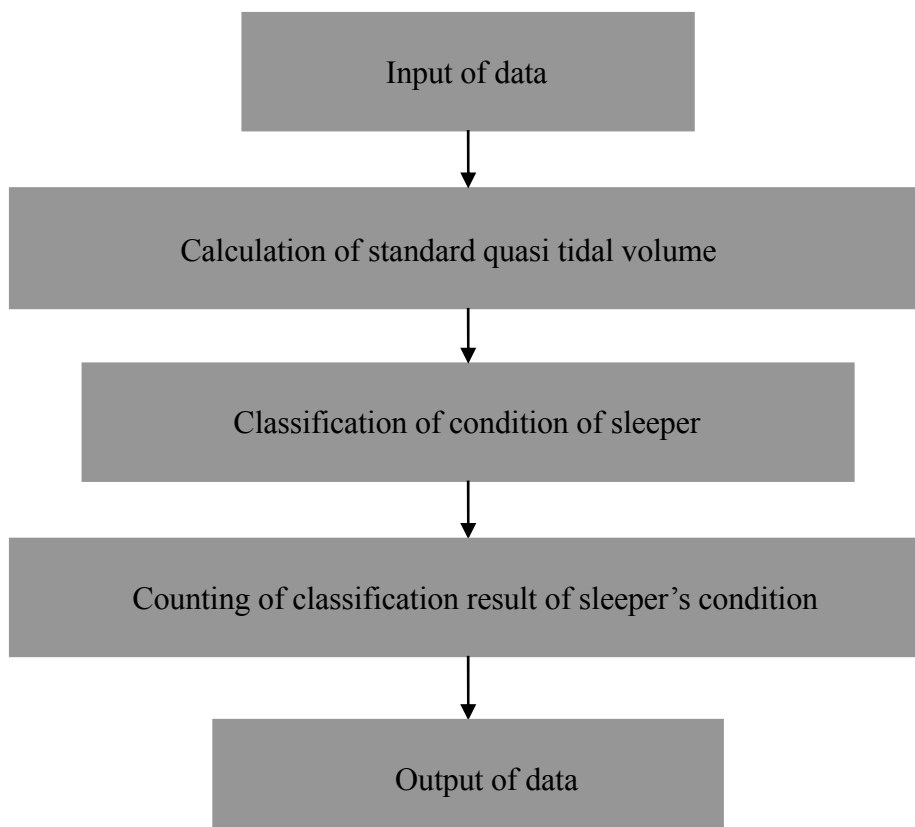 Input of data
Calculation of standard quasi tidal volume
Classification of condition of sleeper
Counting of classification result of sleeper’s condition
Output of data